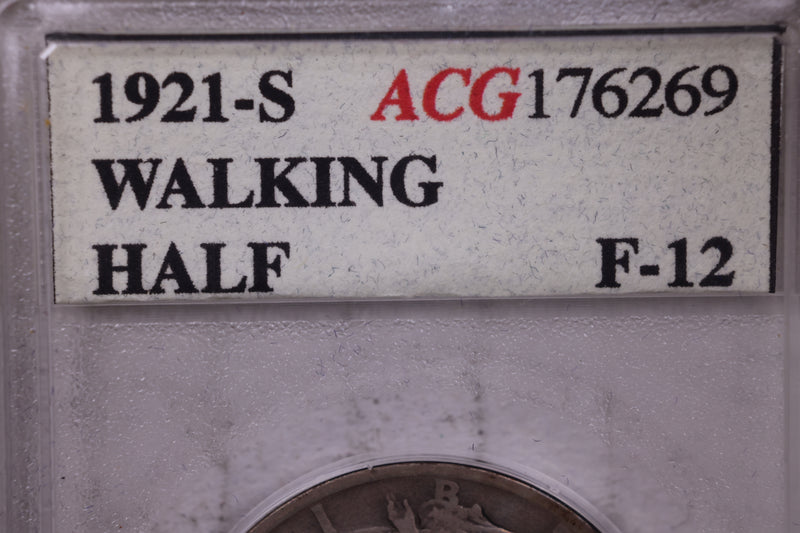 1921-S ACG176269
WALKING
HALF F-12
L B